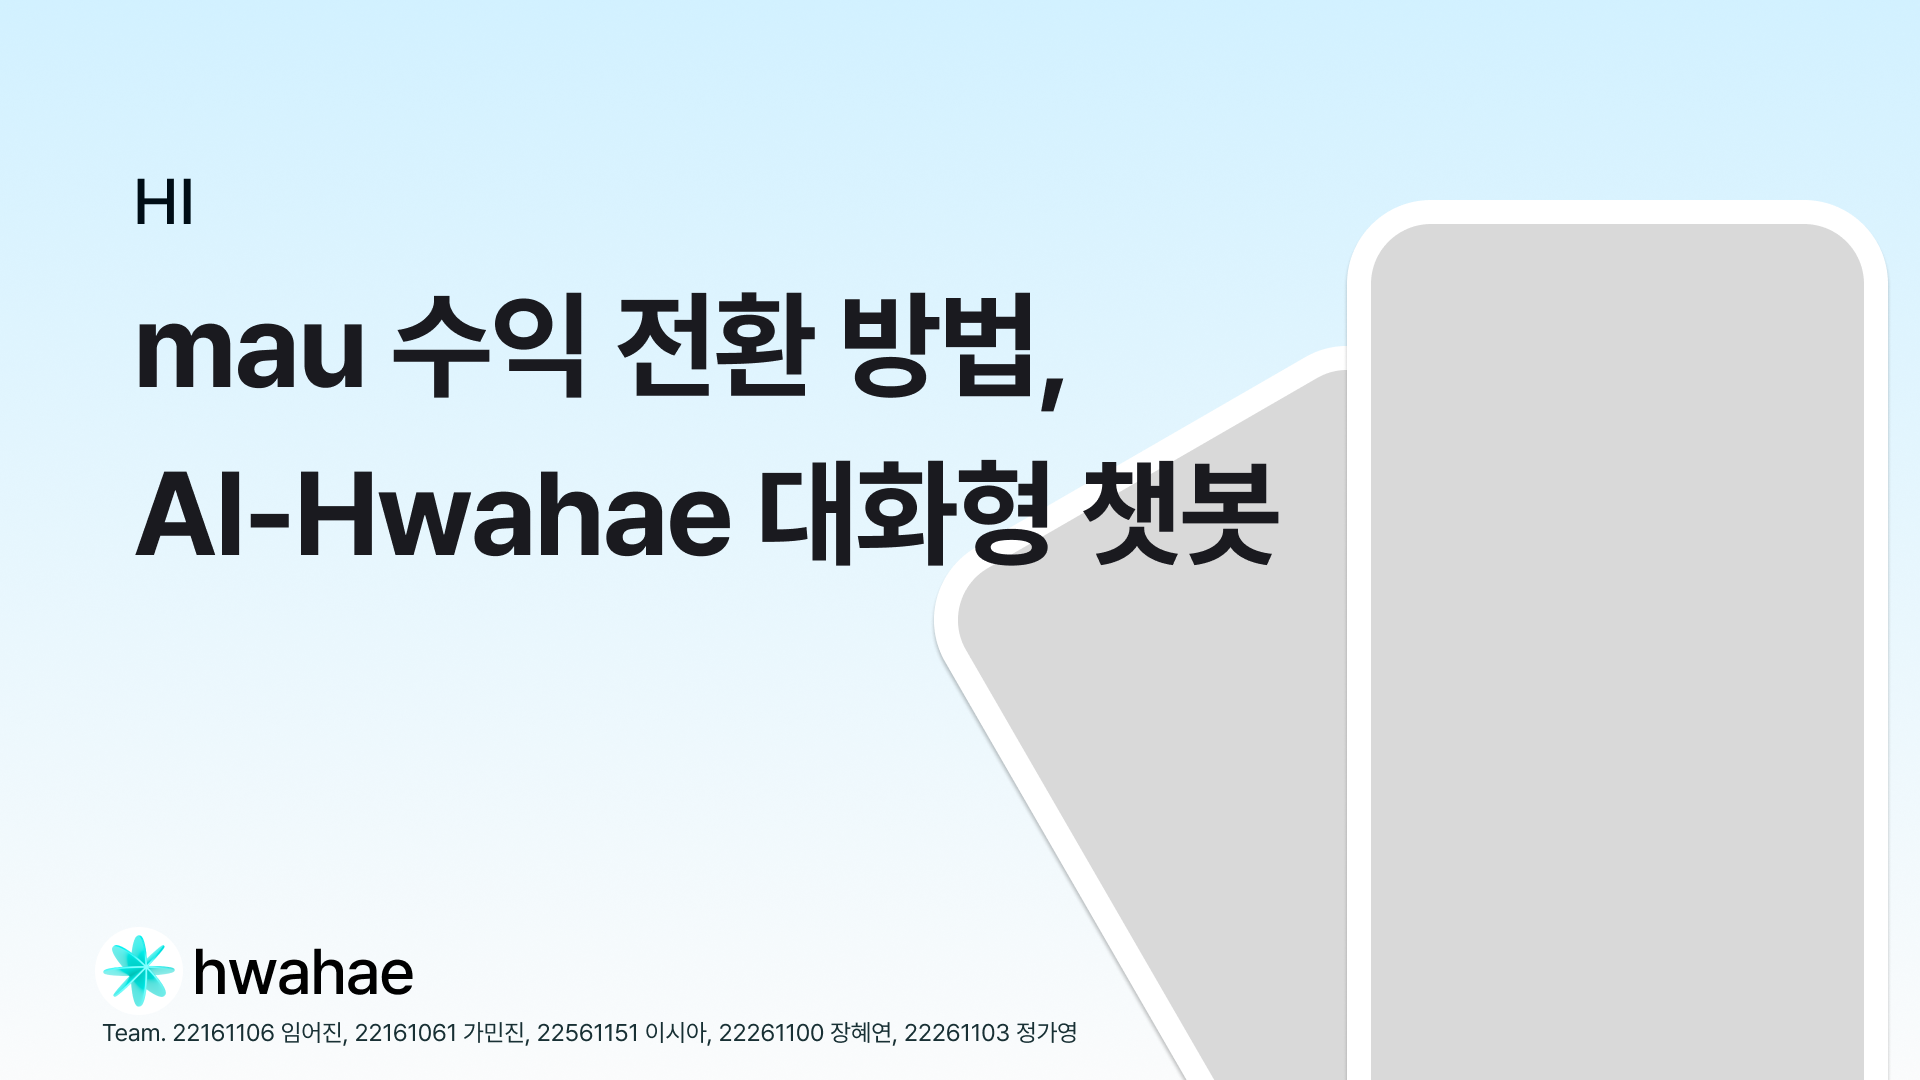 HI
mau 수익 전환 방법,
AI-Hwahae 대화형 챗봇
hwahae
Team. 22161106 임어진, 22161061 가민진, 22561151 이시아, 22261100 장혜연, 22261103 정가영